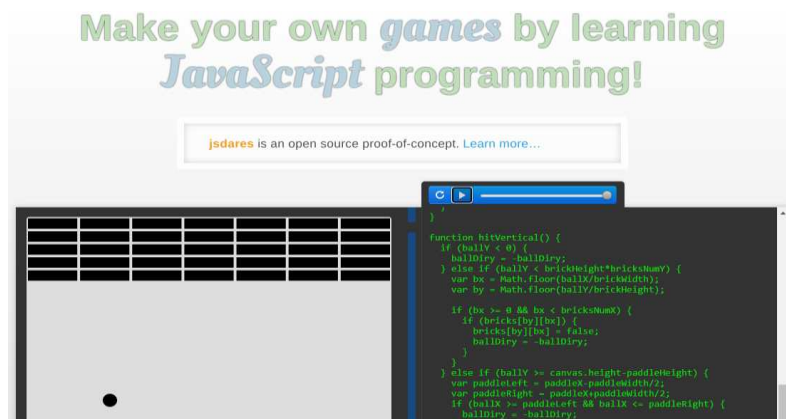 Make your own games by learning
JavaScript programming!
jsdares is an open source proof-of-concept. Learn more...
}
}
function hitVertical() {
if (ballY < 0) {
ballDiry = -ballDiry;
} else if (ballY < brickHeight*bricksNumY) {
var bx = Math.floor(ballX/brickWidth);
var by = Math.floor(ballY/brickHeight);
if (bx >= 0 && bx < bricksNumX) {
if (bricks[by][bx]) {
bricks[by][bx] = false;
ballDiry = -ballDiry;
}
}
} else if (ballY >= canvas.height-paddleHeight) {
var paddleLeft = paddleX-paddleWidth/2;
var paddleRight = paddleX+paddleWidth/2;
if (ballX >= paddleLeft && ballX <= paddleRight) {
ballDiry = -ballDiry;